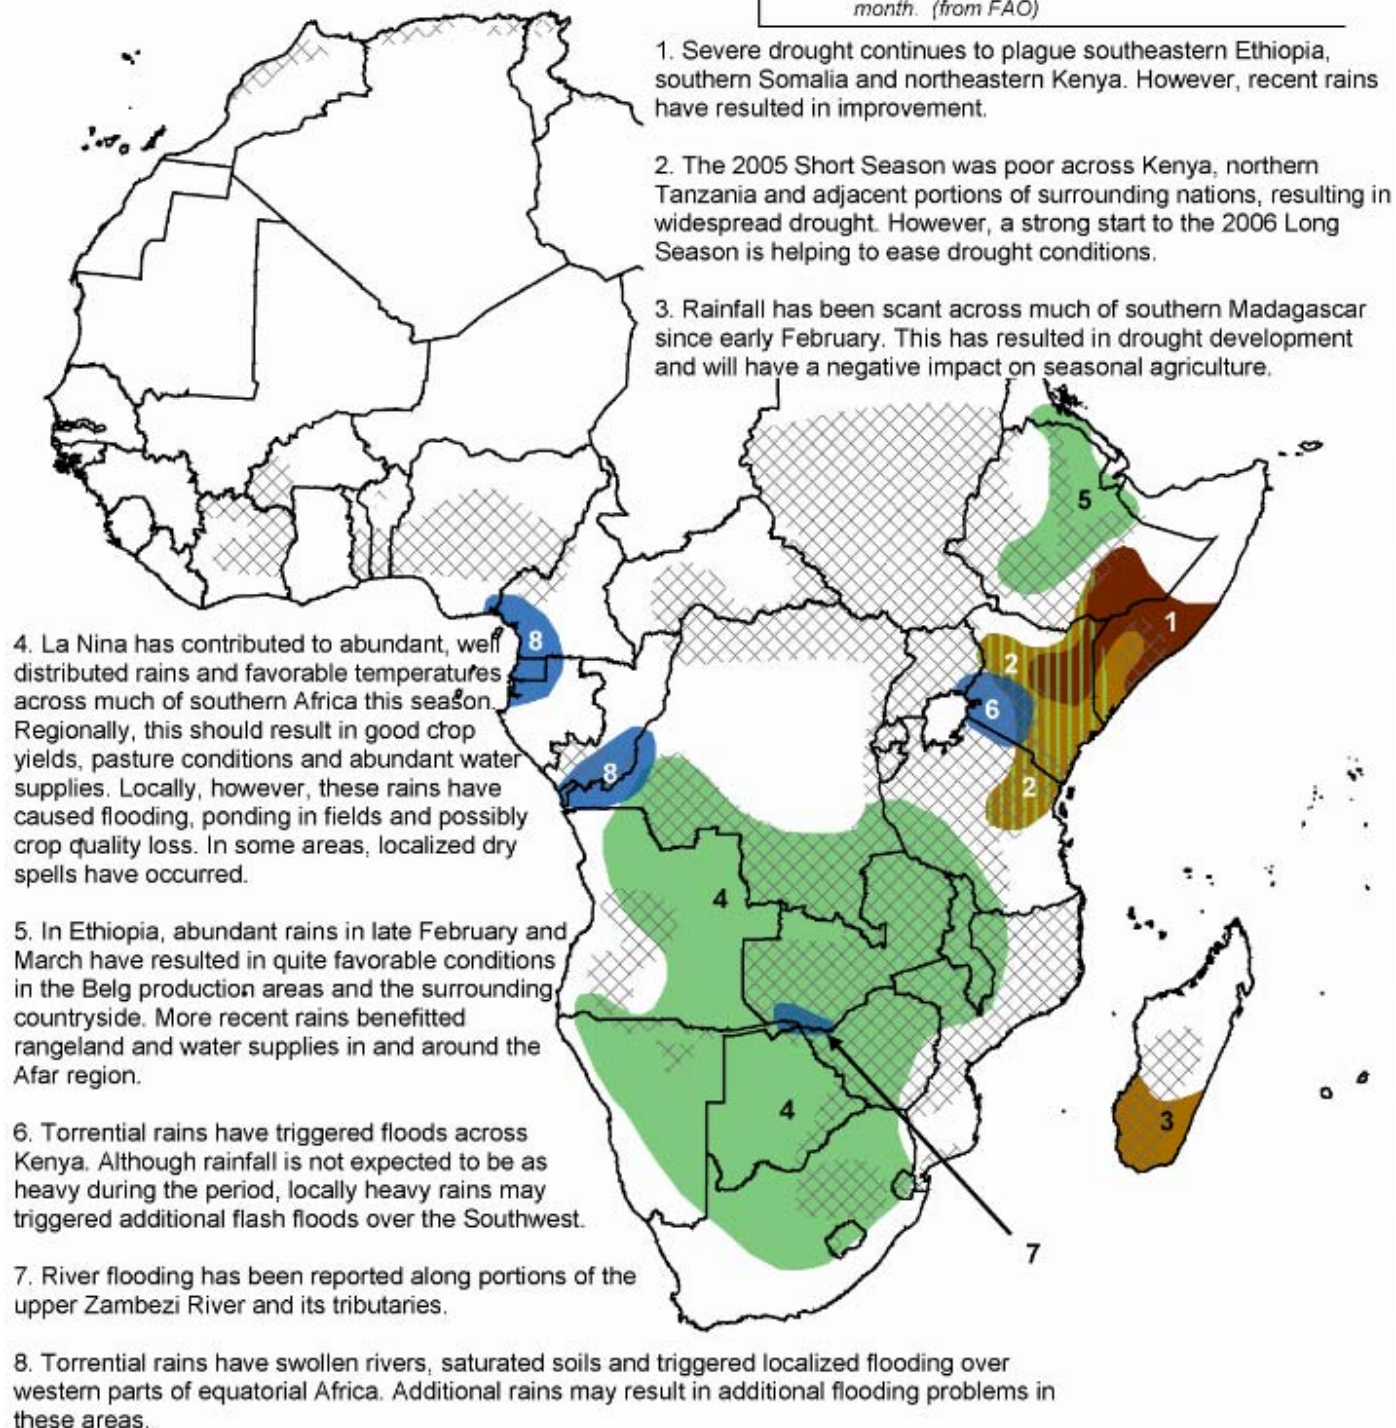 month. (from FAO)
1. Severe drought continues to plague southeastern Ethiopia,
southern Somalia and northeastern Kenya. However, recent rains
have resulted in improvement.
2. The 2005 Short Season was poor across Kenya, northern
Tanzania and adjacent portions of surrounding nations, resulting in
widespread drought. However, a strong start to the 2006 Long
Season is helping to ease drought conditions.
3. Rainfall has been scant across much of southern Madagascar
since early February. This has resulted in drought development
and will have a negative impact on seasonal agriculture.
5
1
8
2
6
8
2
4
4
3
7
4. La Nina has contributed to abundant, well
distributed rains and favorable temperatures
across much of southern Africa this season.
Regionally, this should result in good crop
yields, pasture conditions and abundant water
supplies. Locally, however, these rains have
caused flooding, ponding in fields and possibly
crop quality loss. In some areas, localized dry
spells have occurred.
5. In Ethiopia, abundant rains in late February and
March have resulted in quite favorable conditions
in the Belg production areas and the surrounding
countryside. More recent rains benefitted
rangeland and water supplies in and around the
Afar region.
6. Torrential rains have triggered floods across
Kenya. Although rainfall is not expected to be as
heavy during the period, locally heavy rains may
triggered additional flash floods over the Southwest.
7. River flooding has been reported along portions of the
upper Zambezi River and its tributaries.
8. Torrential rains have swollen rivers, saturated soils and triggered localized flooding over
western parts of equatorial Africa. Additional rains may result in additional flooding problems in
these areas.